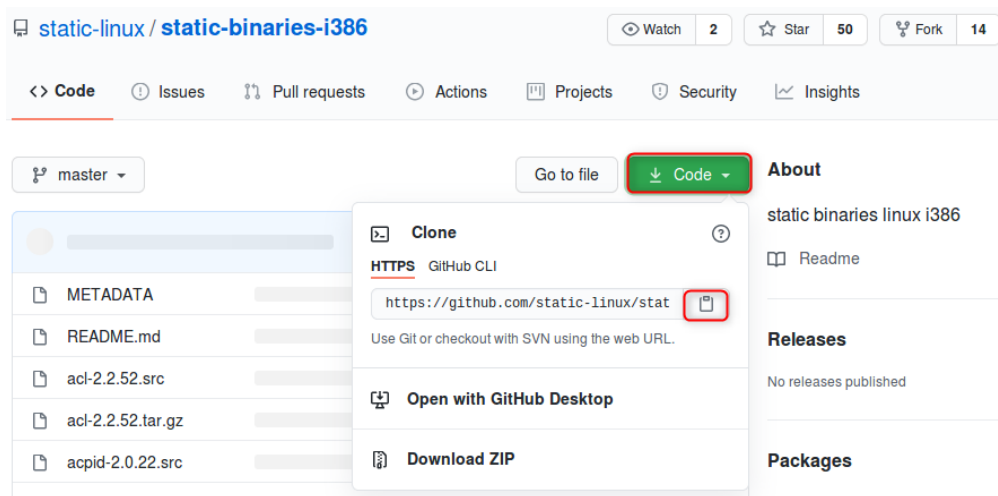 static-linux / static-binaries-i386
Watch 2 Star 50 Fork 14
Code Issues Pull requests Actions Projects Security Insights
master Go to file Code
Clone
HTTPS GitHub CLI
https://github.com/static-linux/stat
Use Git or checkout with SVN using the web URL.
Open with GitHub Desktop
Download ZIP
METADATA
README.md
acl-2.2.52.src
acl-2.2.52.tar.gz
acpid-2.0.22.src
About
static binaries linux i386
Readme
Releases
No releases published
Packages